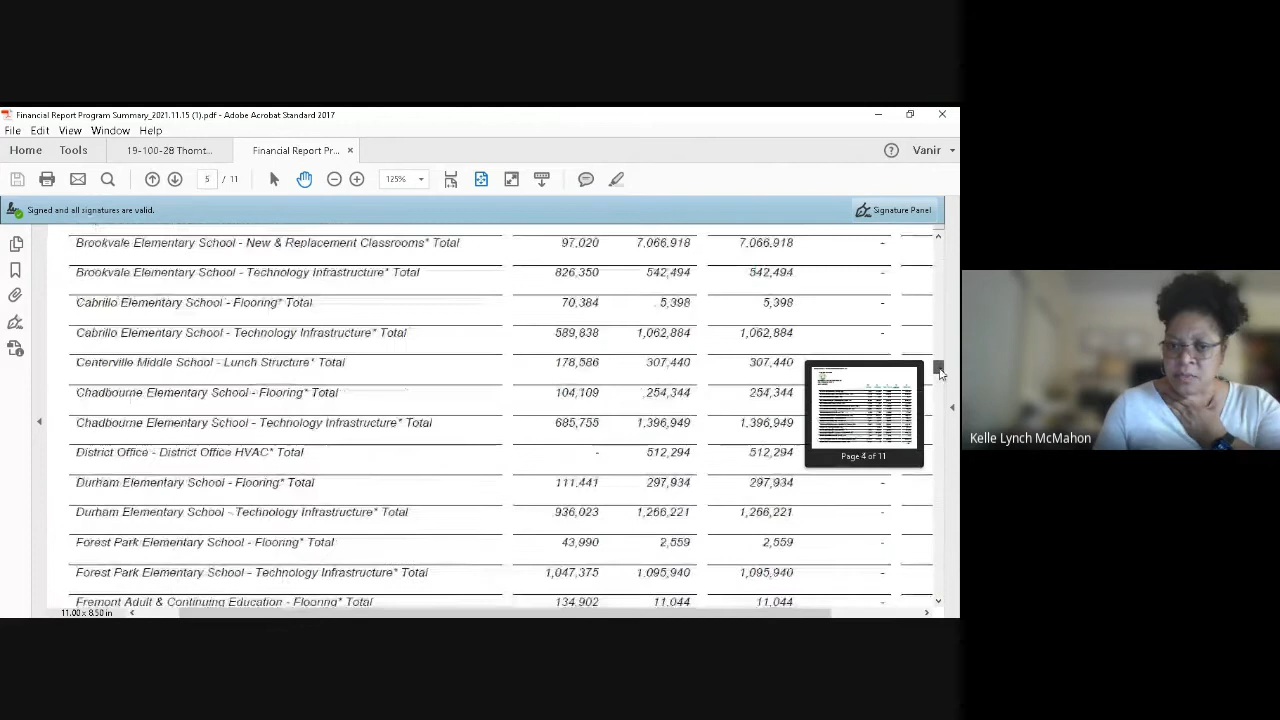 Financial Report Program Summary_2021.11.15 (1).pdf - Adobe Acrobat Standard 2017
File Edit View Window Help
Home Tools 19-100-28 Thornt... Financial Report Pr... × Vanir
5 / 11 125%
Signed and all signatures are valid. Signature Panel
Brookvale Elementary School - New & Replacement Classrooms* Total 97,020 7,066,918 7,066,918 -
Brookvale Elementary School - Technology Infrastructure* Total 826,350 542,494 542,494 -
Cabrillo Elementary School - Flooring* Total 70,384 5,398 5,398 -
Cabrillo Elementary School - Technology Infrastructure* Total 589,838 1,062,884 1,062,884 -
Centerville Middle School - Lunch Structure* Total 178,586 307,440 307,440
Chadbourne Elementary School - Flooring* Total 104,109 254,344 254,344
Chadbourne Elementary School - Technology Infrastructure* Total 685,755 1,396,949 1,396,949
District Office - District Office HVAC* Total - 512,294 512,294
Page 4 of 11
Durham Elementary School - Flooring* Total 111,441 297,934 297,934 -
Durham Elementary School - Technology Infrastructure* Total 936,023 1,266,221 1,266,221 -
Forest Park Elementary School - Flooring* Total 43,990 2,559 2,559 -
Forest Park Elementary School - Technology Infrastructure* Total 1,047,375 1,095,940 1,095,940 -
Fremont Adult & Continuing Education - Flooring* Total 134,902 11,044 11,044 -
11.00 x 8.50 in
Kelle Lynch McMahon